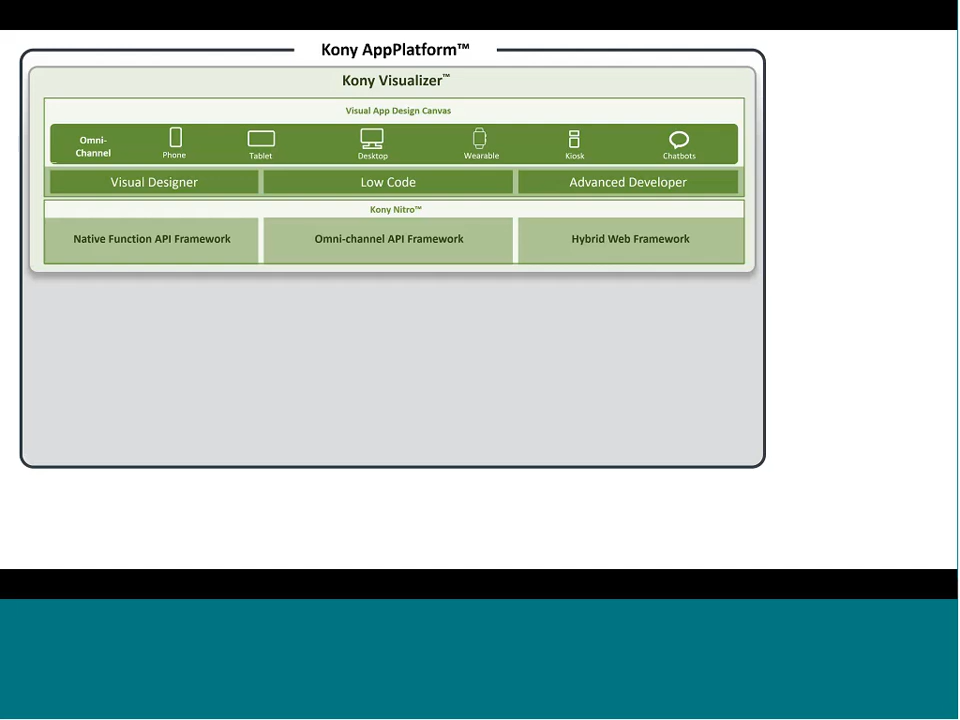 Kony AppPlatform™
Kony Visualizer™
Visual App Design Canvas
Omni-
Channel
Phone
Tablet
Desktop
Wearable
Kiosk
Chatbots
Visual Designer
Low Code
Advanced Developer
Kony Nitro™
Native Function API Framework
Omni-channel API Framework
Hybrid Web Framework